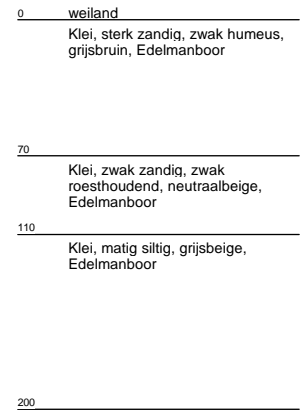 0 weiland
Klei, sterk zandig, zwak humeus,
grijsbruin, Edelmanboor
70
Klei, zwak zandig, zwak
roesthoudend, neutraalbeige,
Edelmanboor
110
Klei, matig siltig, grijsbeige,
Edelmanboor
200